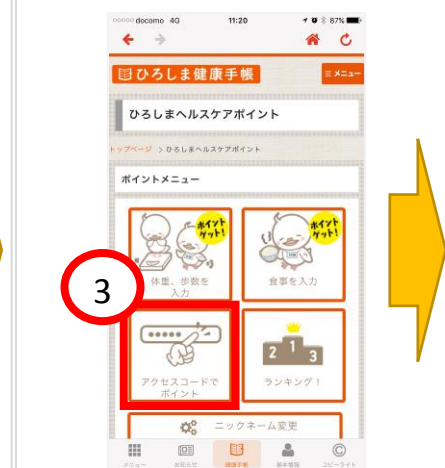 docomo 4G 11:20 87%
ひろしま健康手帳
≡ メニュー
ひろしまヘルスケアポイント
トップページ > ひろしまヘルスケアポイント
ポイントメニュー
ポイント
ゲット!
ポイント
ゲット!
体重、歩数を
入力
食事を入力
3
アクセスコードで
ポイント
2 1 3
ランキング!
ニックネーム変更
メニュー お知らせ 健康手帳 基本情報 コピーライト